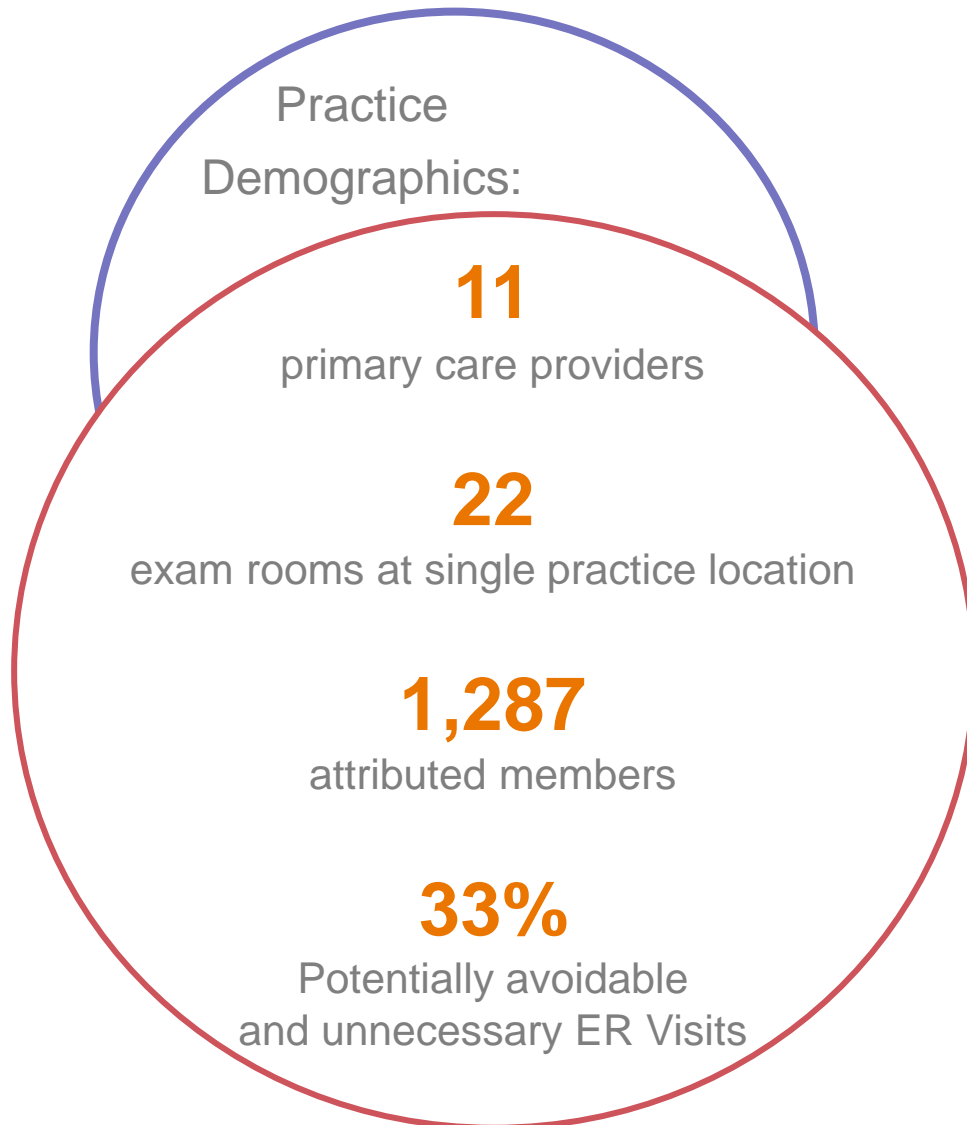 Practice
Demographics:
11
primary care providers
22
exam rooms at single practice location
1,287
attributed members
33%
Potentially avoidable
and unnecessary ER Visits